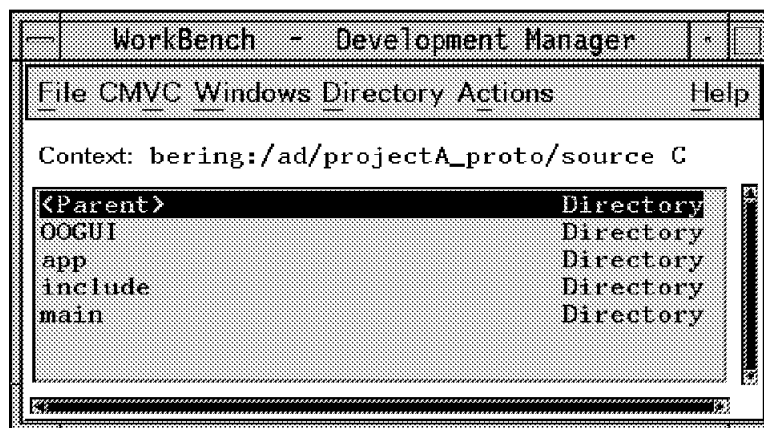 WorkBench - Development Manager
File CMVC Windows Directory Actions Help
Context: bering:/ad/projectA_proto/source C
<Parent> Directory
OOGUI Directory
app Directory
include Directory
main Directory